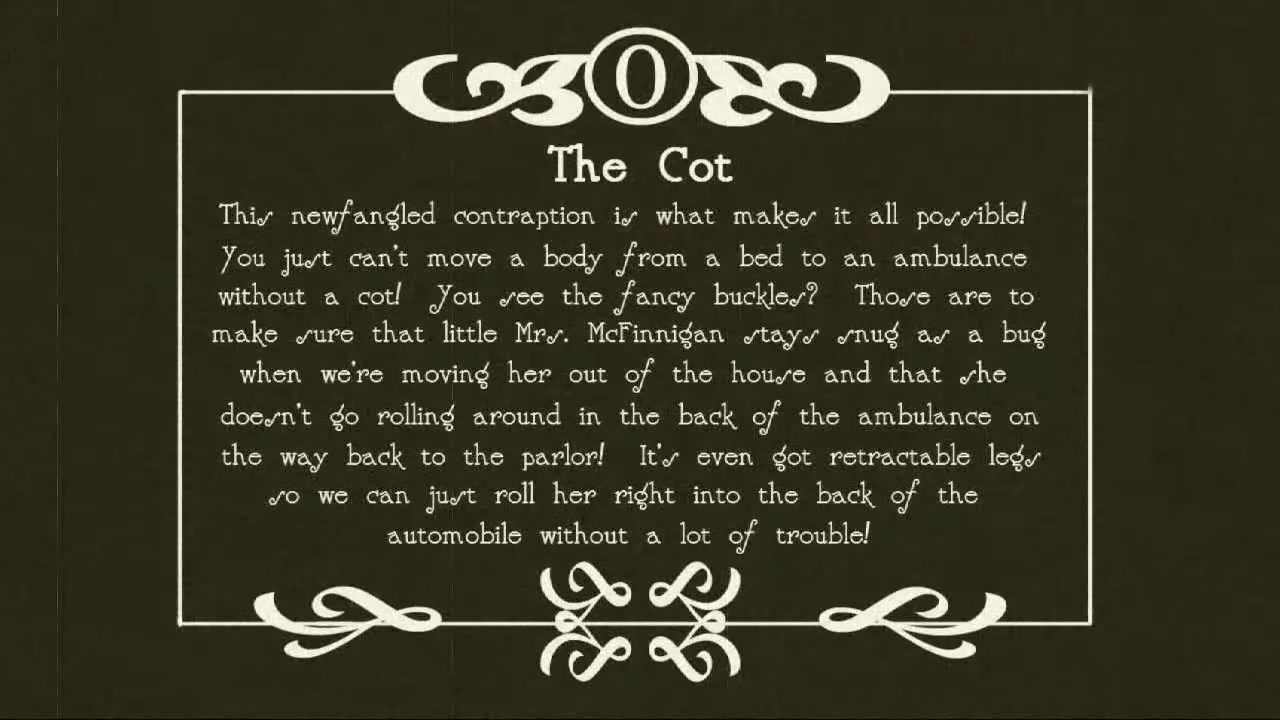 O
The Cot
This newfangled contraption is what makes it all possible!
You just can't move a body from a bed to an ambulance
without a cot! You see the fancy buckles? Those are to
make sure that little Mrs. McFinnigan stays snug as a bug
when we're moving her out of the house and that she
doesn't go rolling around in the back of the ambulance on
the way back to the parlor! It's even got retractable legs
so we can just roll her right into the back of the
automobile without a lot of trouble!